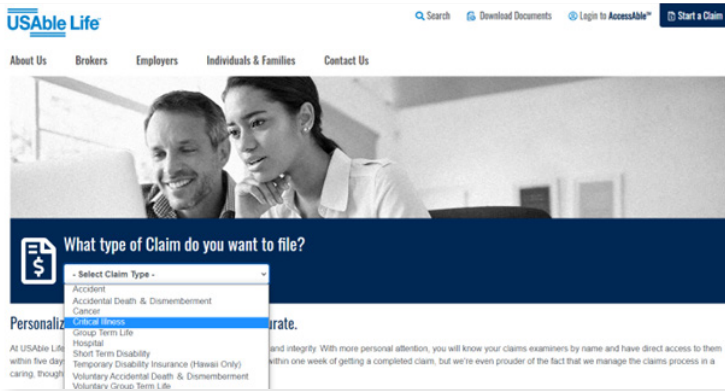 USAble Life
Search Download Documents Login to AccessAble℠ Start a Claim
About Us Brokers Employers Individuals & Families Contact Us
What type of Claim do you want to file?
- Select Claim Type -
Accident
Accidental Death & Dismemberment
Cancer
Critical Illness
Group Term Life
Hospital
Short Term Disability
Temporary Disability Insurance (Hawaii Only)
Voluntary Accidental Death & Dismemberment
Voluntary Group Term Life
Personaliz urate.
At USAble Life and integrity. With more personal attention, you will know your claims examiners by name and have direct access to them
within five day within one week of getting a completed claim, but we're even prouder of the fact that we manage the claims process in a
caring, though